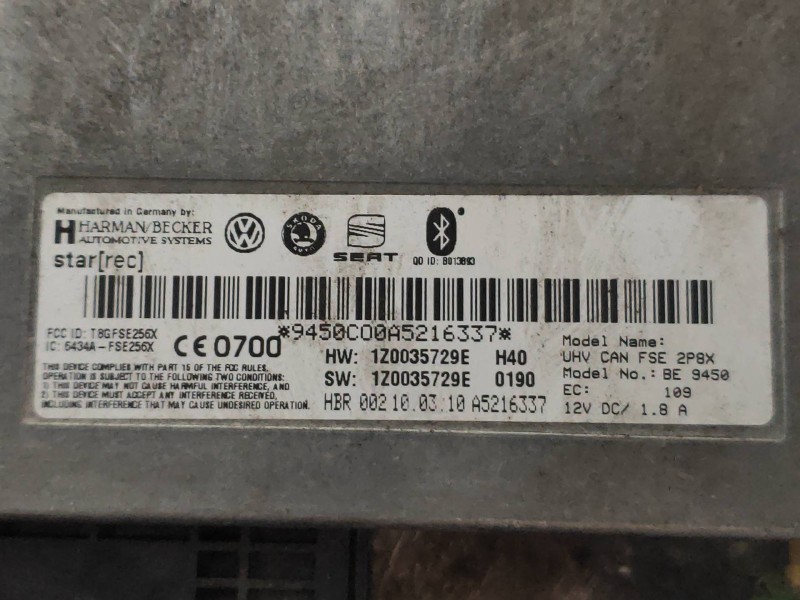 Manufactured in Germany by:
HARMAN/BECKER
AUTOMOTIVE SYSTEMS
star[rec]
ŠKODA
AUTO
SEAT
QD ID: B013883
*9450C00A5216337*
FCC ID: T8GFSE256X
IC: 6434A-FSE256X
CE0700
THIS DEVICE COMPLIES WITH PART 15 OF THE FCC RULES.
OPERATION IS SUBJECT TO THE FOLLOWING TWO CONDITIONS:
1) THIS DEVICE MAY NOT CAUSE HARMFUL INTERFERENCE, AND
2) THIS DEVICE MUST ACCEPT ANY INTERFERENCE RECEIVED,
INCLUDING INTERFERENCE THAT MAY CAUSE UNDESIRED OPERATION.
HW: 1Z0035729E H40
SW: 1Z0035729E 0190
HBR 002 10.03.10 A5216337
Model Name:
UHV CAN FSE 2P8X
Model No.: BE 9450
EC: 109
12V DC/ 1.8 A